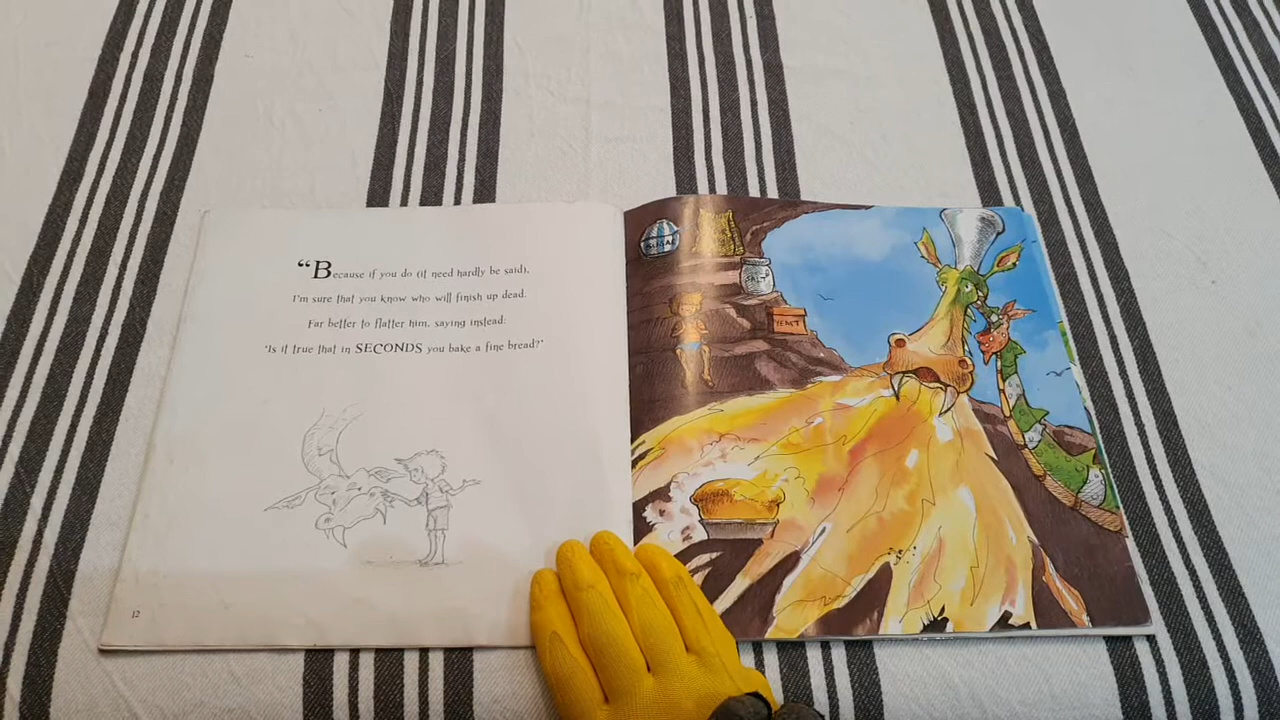 “Because if you do (it need hardly be said),
I'm sure that you know who will finish up dead.
Far better to flatter him, saying instead:
'Is it true that in SECONDS you bake a fine bread?'
12
SUGAR
SALT
YEAST